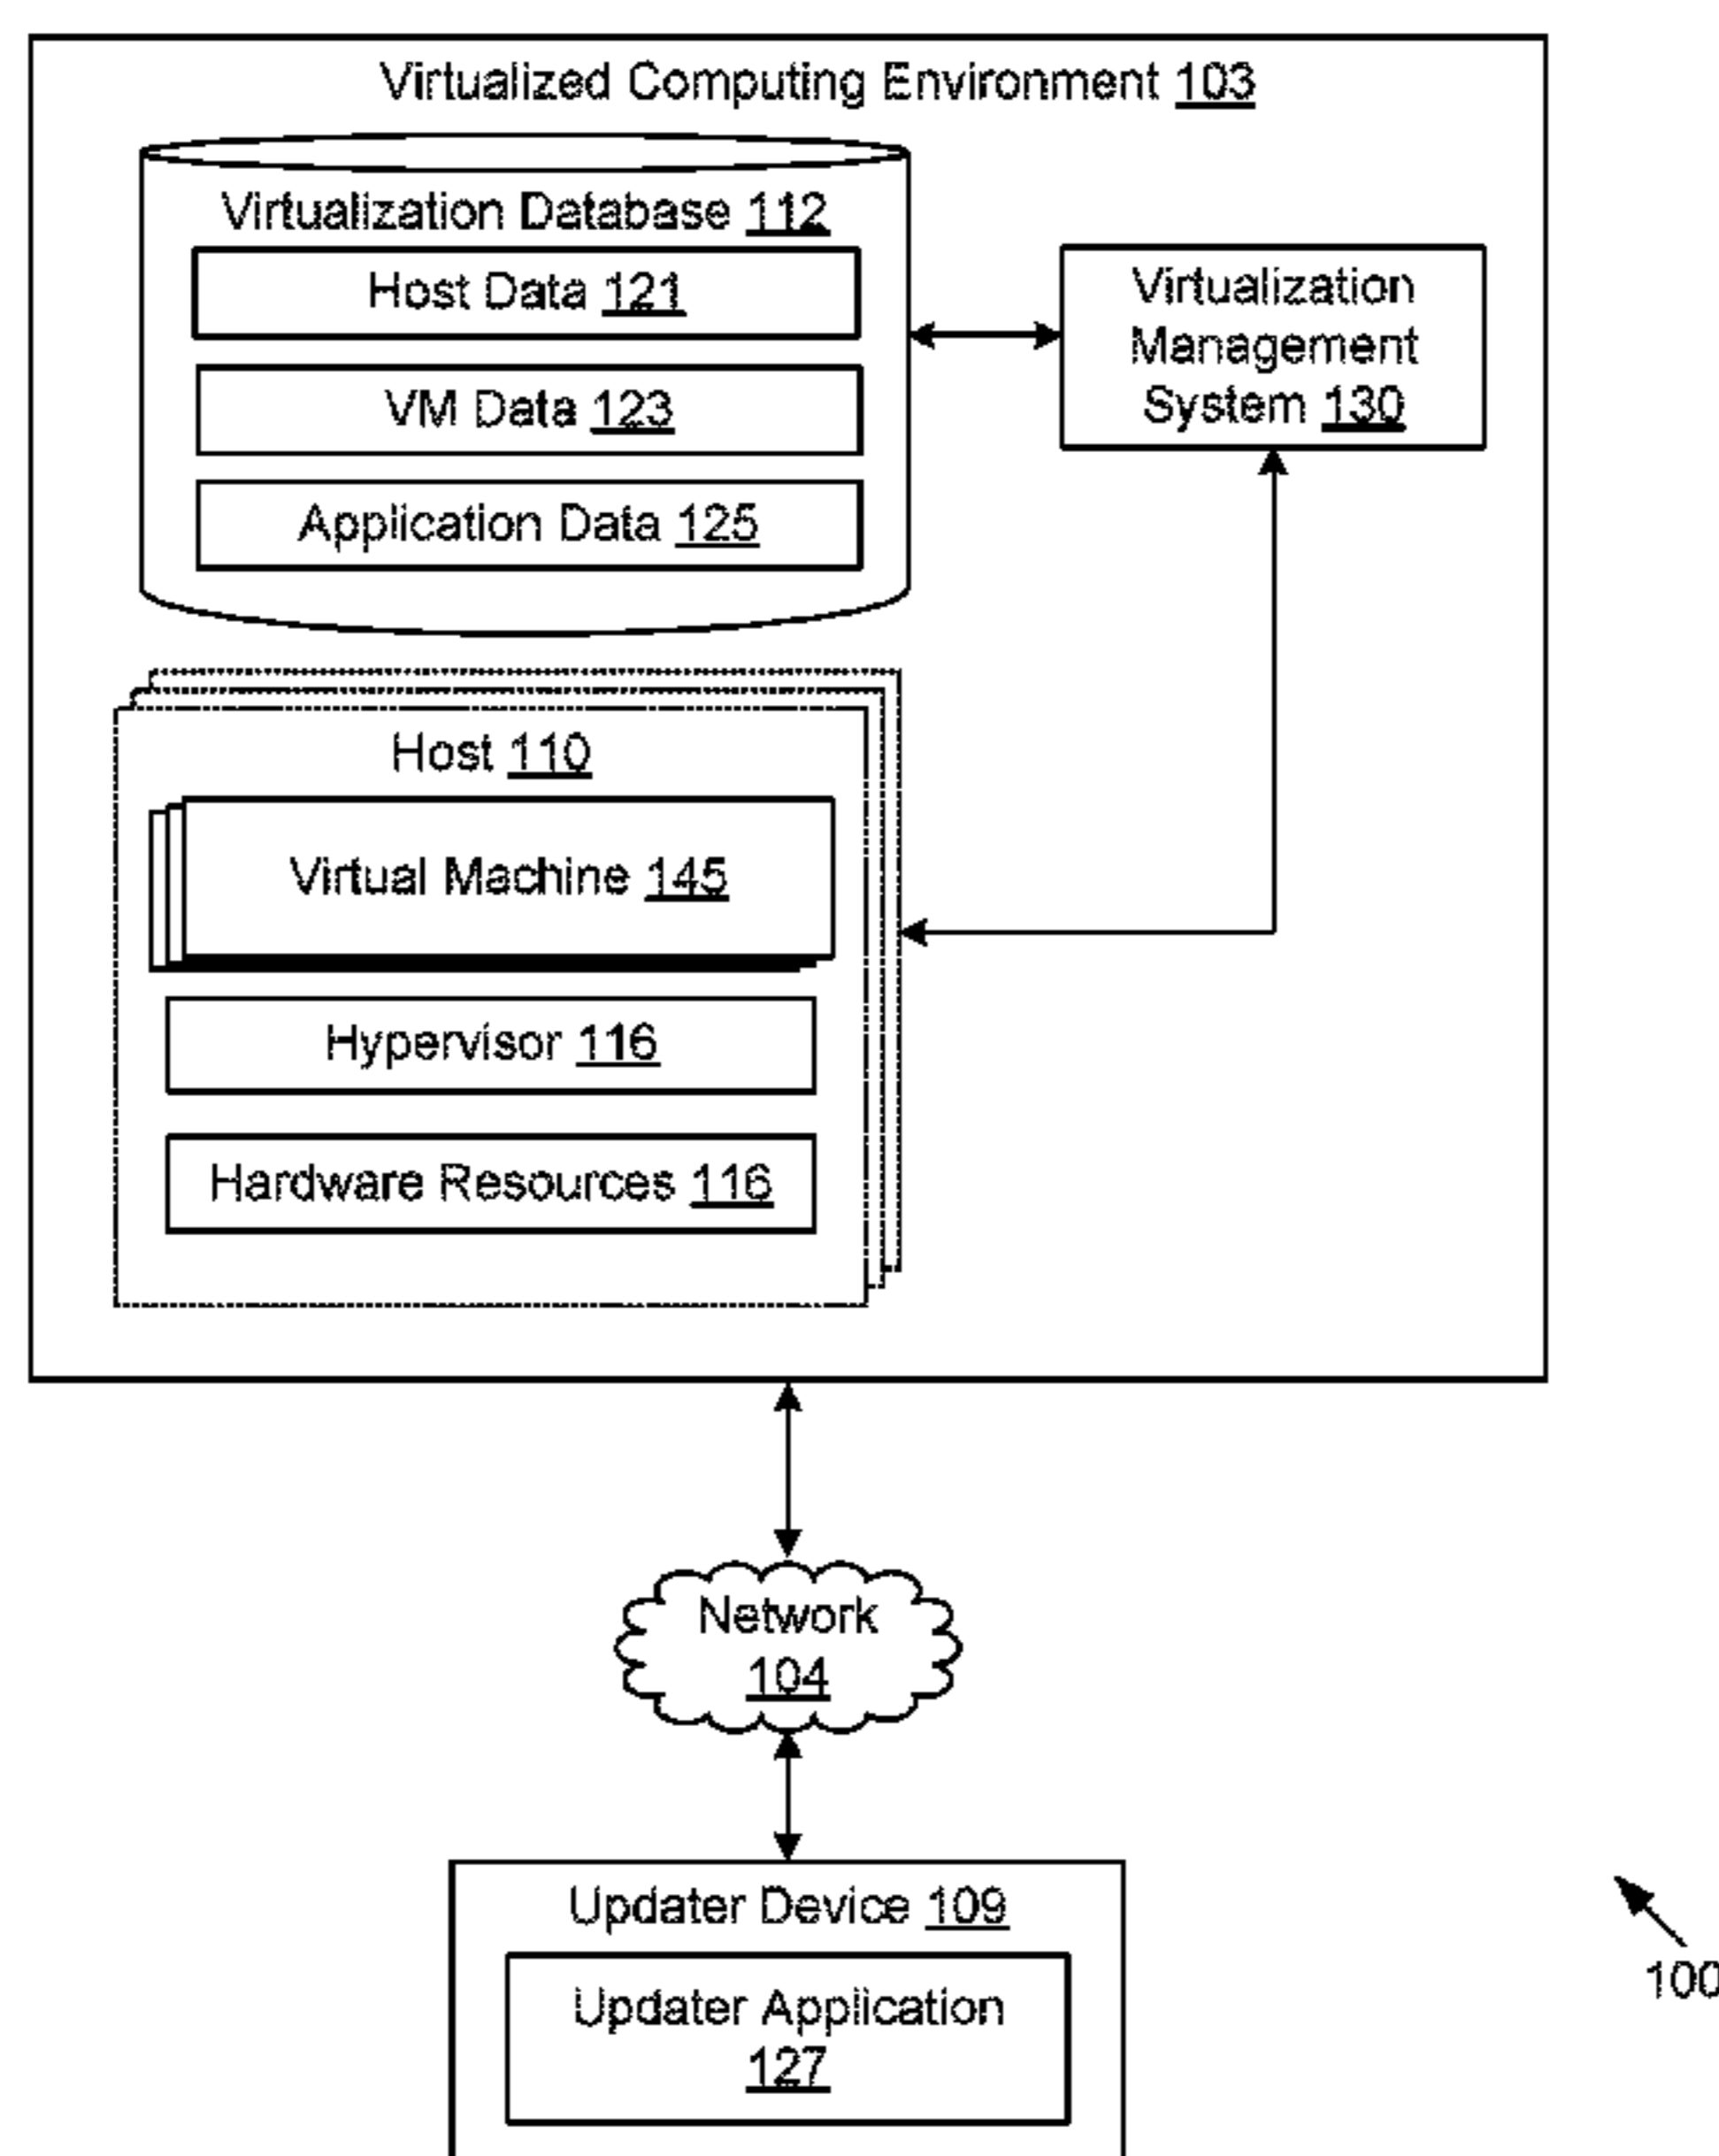 Virtualized Computing Environment 103
Virtualization Database 112
Host Data 121
VM Data 123
Application Data 125
Virtualization
Management
System 130
Host 110
Virtual Machine 145
Hypervisor 116
Hardware Resources 116
Network
104
Updater Device 109
Updater Application
127
100